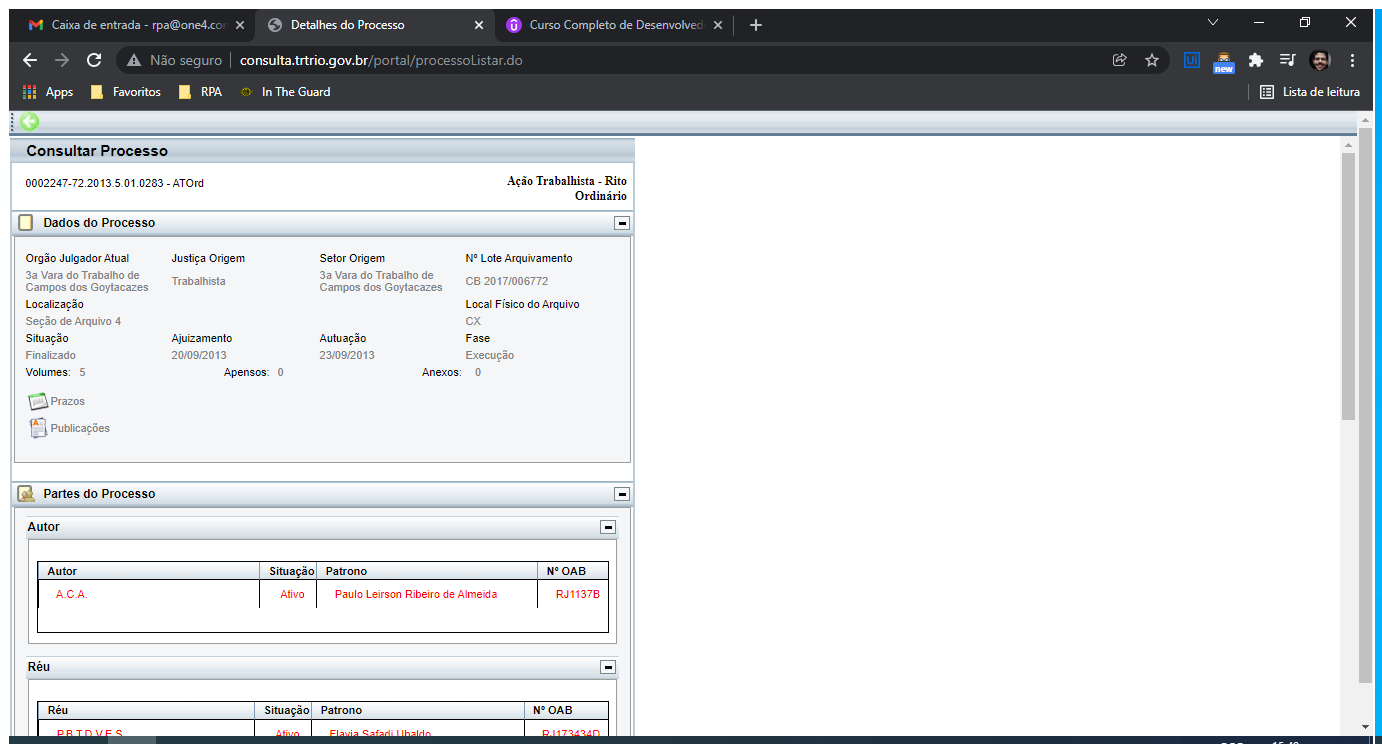 Caixa de entrada - rpa@one4.cor
Detalhes do Processo
Curso Completo de Desenvolved
Não seguro consulta.trtrio.gov.br/portal/processoListar.do
Ui
new
Apps Favoritos RPA In The Guard Lista de leitura
Consultar Processo
0002247-72.2013.5.01.0283 - ATOrd
Ação Trabalhista - Rito
Ordinário
Dados do Processo
Orgão Julgador Atual Justiça Origem Setor Origem Nº Lote Arquivamento
3a Vara do Trabalho de
Campos dos Goytacazes
Trabalhista
3a Vara do Trabalho de
Campos dos Goytacazes
CB 2017/006772
Localização Local Físico do Arquivo
Seção de Arquivo 4 CX
Situação Ajuizamento Autuação Fase
Finalizado 20/09/2013 23/09/2013 Execução
Volumes: 5 Apensos: 0 Anexos: 0
Prazos
Publicações
Partes do Processo
Autor
Autor Situação Patrono Nº OAB
A.C.A. Ativo Paulo Leirson Ribeiro de Almeida RJ1137B
Réu
Réu Situação Patrono Nº OAB
P.B.T.D.V.E.S. Ativo Flavia Safadi Ubaldo RJ173434D